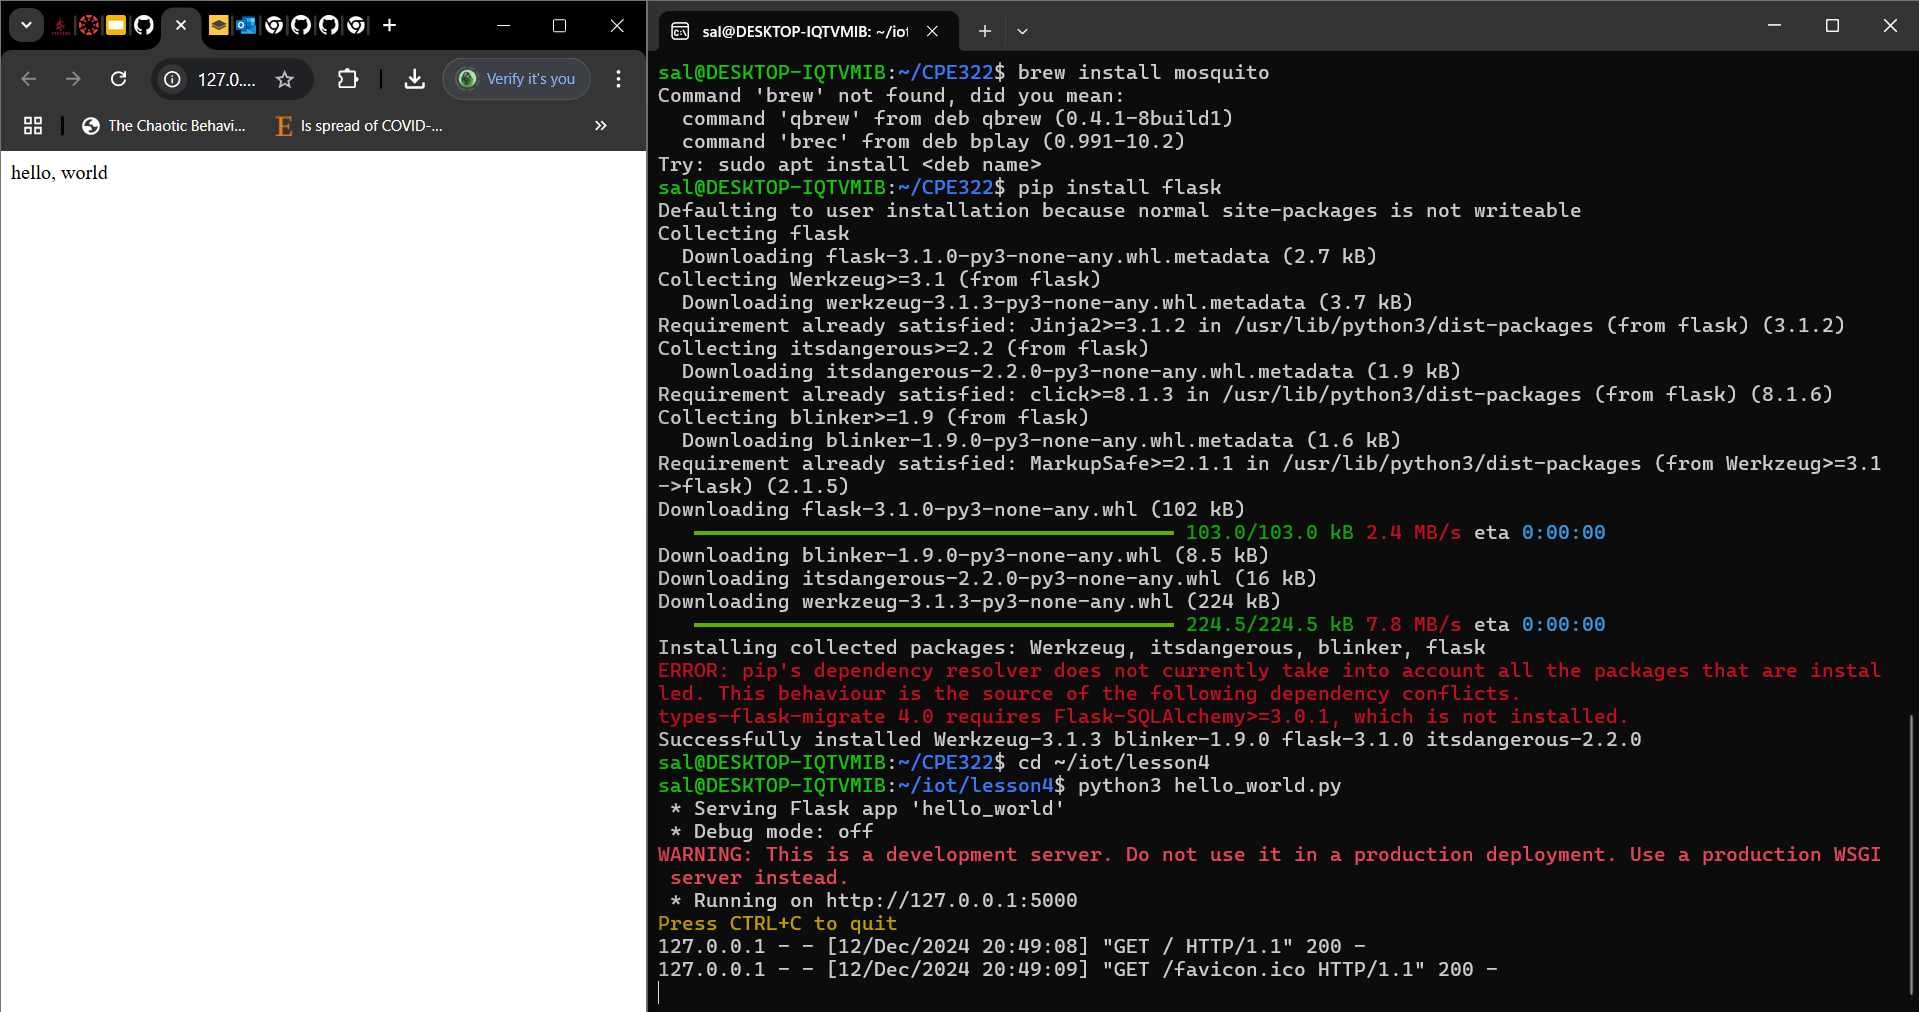 127.0....
Verify it's you
The Chaotic Behavi...
E Is spread of COVID-...
hello, world
sal@DESKTOP-IQTVMIB: ~/iot
sal@DESKTOP-IQTVMIB:~/CPE322$ brew install mosquito
Command 'brew' not found, did you mean:
  command 'qbrew' from deb qbrew (0.4.1-8build1)
  command 'brec' from deb bplay (0.991-10.2)
Try: sudo apt install <deb name>
sal@DESKTOP-IQTVMIB:~/CPE322$ pip install flask
Defaulting to user installation because normal site-packages is not writeable
Collecting flask
  Downloading flask-3.1.0-py3-none-any.whl.metadata (2.7 kB)
Collecting Werkzeug>=3.1 (from flask)
  Downloading werkzeug-3.1.3-py3-none-any.whl.metadata (3.7 kB)
Requirement already satisfied: Jinja2>=3.1.2 in /usr/lib/python3/dist-packages (from flask) (3.1.2)
Collecting itsdangerous>=2.2 (from flask)
  Downloading itsdangerous-2.2.0-py3-none-any.whl.metadata (1.9 kB)
Requirement already satisfied: click>=8.1.3 in /usr/lib/python3/dist-packages (from flask) (8.1.6)
Collecting blinker>=1.9 (from flask)
  Downloading blinker-1.9.0-py3-none-any.whl.metadata (1.6 kB)
Requirement already satisfied: MarkupSafe>=2.1.1 in /usr/lib/python3/dist-packages (from Werkzeug>=3.1
->flask) (2.1.5)
Downloading flask-3.1.0-py3-none-any.whl (102 kB)
103.0/103.0 kB 2.4 MB/s eta 0:00:00
Downloading blinker-1.9.0-py3-none-any.whl (8.5 kB)
Downloading itsdangerous-2.2.0-py3-none-any.whl (16 kB)
Downloading werkzeug-3.1.3-py3-none-any.whl (224 kB)
224.5/224.5 kB 7.8 MB/s eta 0:00:00
Installing collected packages: Werkzeug, itsdangerous, blinker, flask
ERROR: pip's dependency resolver does not currently take into account all the packages that are instal
led. This behaviour is the source of the following dependency conflicts.
types-flask-migrate 4.0 requires Flask-SQLAlchemy>=3.0.1, which is not installed.
Successfully installed Werkzeug-3.1.3 blinker-1.9.0 flask-3.1.0 itsdangerous-2.2.0
sal@DESKTOP-IQTVMIB:~/CPE322$ cd ~/iot/lesson4
sal@DESKTOP-IQTVMIB:~/iot/lesson4$ python3 hello_world.py
 * Serving Flask app 'hello_world'
 * Debug mode: off
WARNING: This is a development server. Do not use it in a production deployment. Use a production WSGI
 server instead.
 * Running on http://127.0.0.1:5000
Press CTRL+C to quit
127.0.0.1 - - [12/Dec/2024 20:49:08] "GET / HTTP/1.1" 200 -
127.0.0.1 - - [12/Dec/2024 20:49:09] "GET /favicon.ico HTTP/1.1" 200 -